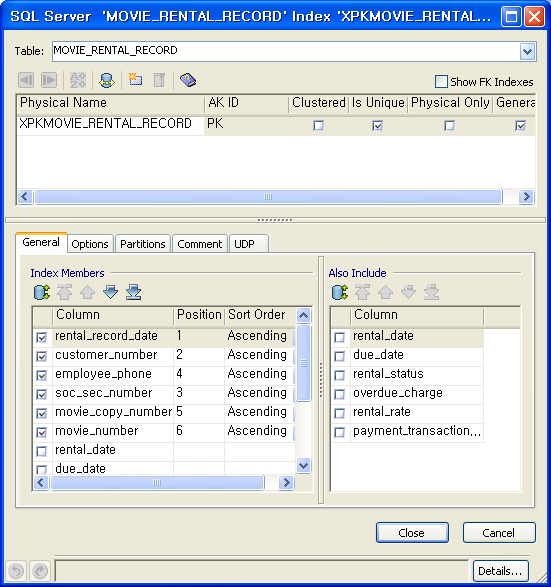 SQL Server 'MOVIE_RENTAL_RECORD' Index 'XPKMOVIE_RENTAL...
Table: MOVIE_RENTAL_RECORD
Show FK Indexes
Physical Name AK ID Clustered Is Unique Physical Only Genera
XPKMOVIE_RENTAL_RECORD PK
General Options Partitions Comment UDP
Index Members
Column Position Sort Order
rental_record_date 1 Ascending
customer_number 2 Ascending
employee_phone 4 Ascending
soc_sec_number 3 Ascending
movie_copy_number 5 Ascending
movie_number 6 Ascending
rental_date
due_date
Also Include
Column
rental_date
due_date
rental_status
overdue_charge
rental_rate
payment_transaction...
Close Cancel
Details...